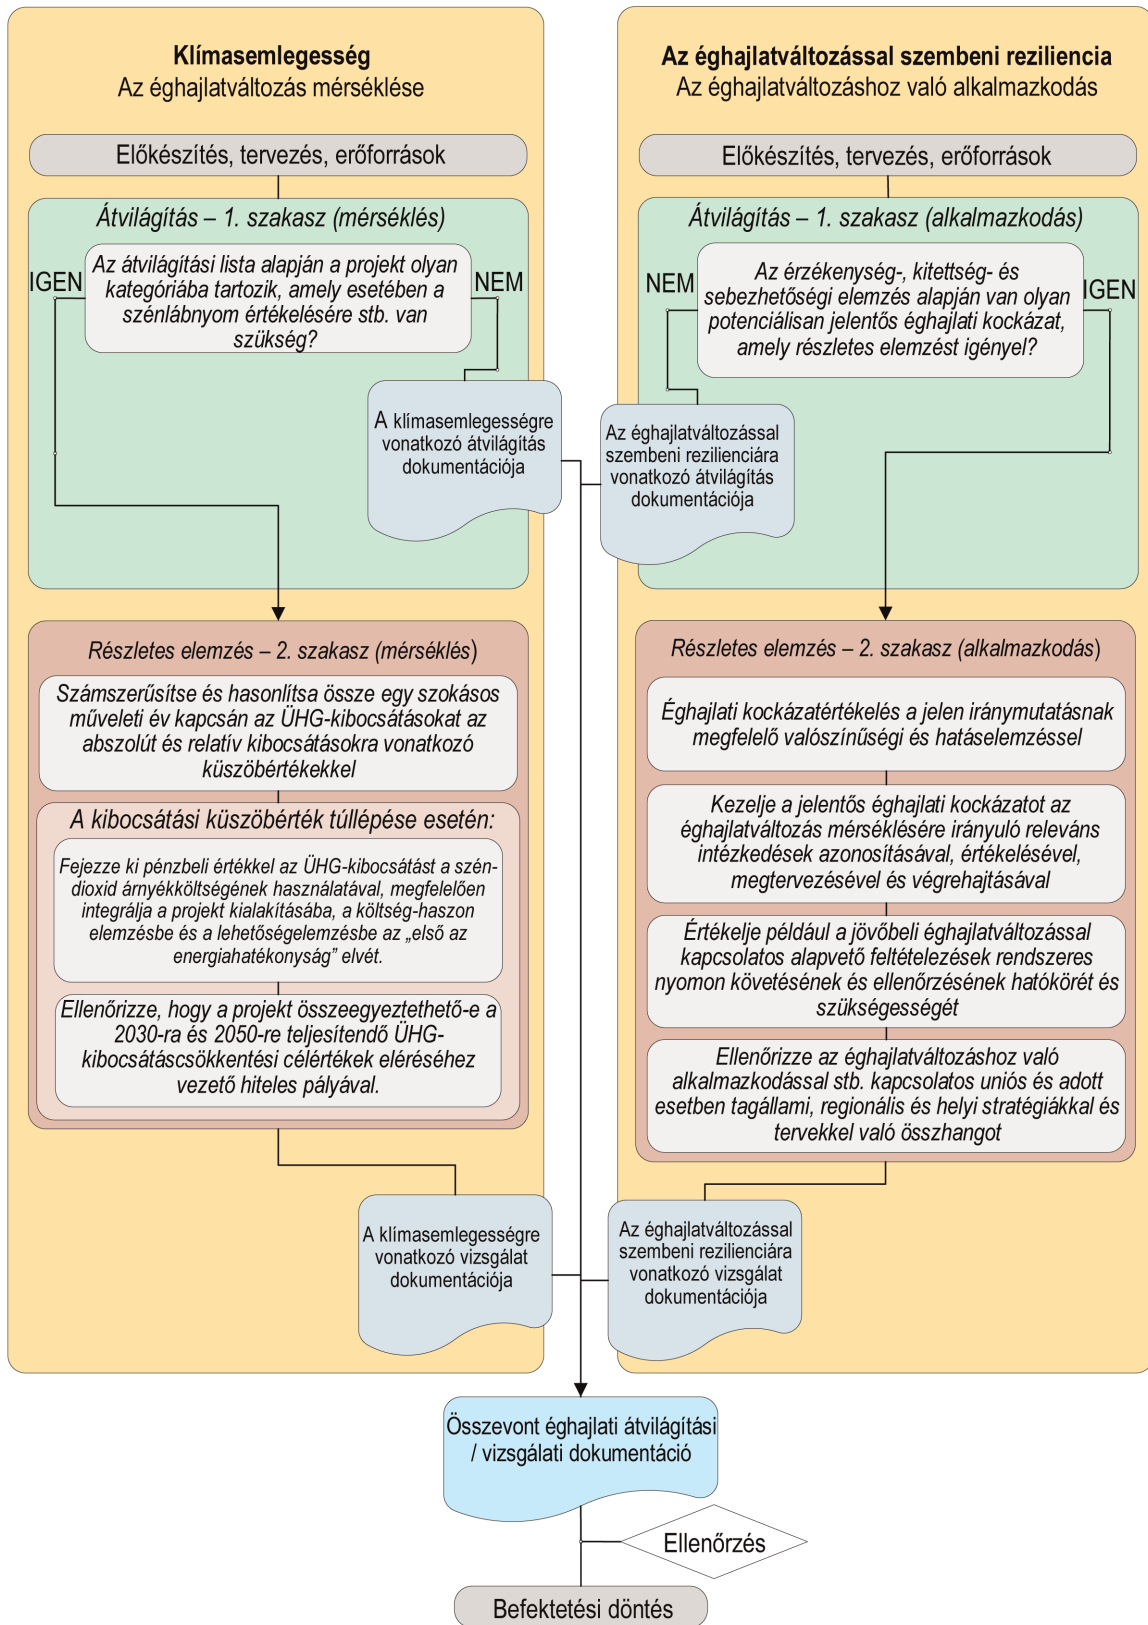 Klímasemlegesség
Az éghajlatváltozás mérséklése
Előkészítés, tervezés, erőforrások
Átvilágítás – 1. szakasz (mérséklés)
IGEN
Az átvilágítási lista alapján a projekt olyan
kategóriába tartozik, amely esetében a
szénlábnyom értékelésére stb. van
szükség?
NEM
A klímasemlegességre
vonatkozó átvilágítás
dokumentációja
Részletes elemzés – 2. szakasz (mérséklés)
Számszerűsítse és hasonlítsa össze egy szokásos
műveleti év kapcsán az ÜHG-kibocsátásokat az
abszolút és relatív kibocsátásokra vonatkozó
küszöbértékekkel
A kibocsátási küszöbérték túllépése esetén:
Fejezze ki pénzbeli értékkel az ÜHG-kibocsátást a szén-
dioxid árnyékköltségének használatával, megfelelően
integrálja a projekt kialakításába, a költség-haszon
elemzésbe és a lehetőségelemzésbe az „első az
energiahatékonyság” elvét.
Ellenőrizze, hogy a projekt összeegyeztethető-e a
2030-ra és 2050-re teljesítendő ÜHG-
kibocsátáscsökkentési célértékek eléréséhez
vezető hiteles pályával.
A klímasemlegességre
vonatkozó vizsgálat
dokumentációja
Az éghajlatváltozással szembeni reziliencia
Az éghajlatváltozáshoz való alkalmazkodás
Előkészítés, tervezés, erőforrások
Átvilágítás – 1. szakasz (alkalmazkodás)
NEM
Az érzékenység-, kitettség- és
sebezhetőségi elemzés alapján van olyan
potenciálisan jelentős éghajlati kockázat,
amely részletes elemzést igényel?
IGEN
Az éghajlatváltozással
szembeni rezilienciára
vonatkozó átvilágítás
dokumentációja
Részletes elemzés – 2. szakasz (alkalmazkodás)
Éghajlati kockázatértékelés a jelen iránymutatásnak
megfelelő valószínűségi és hatáselemzéssel
Kezelje a jelentős éghajlati kockázatot az
éghajlatváltozás mérséklésére irányuló releváns
intézkedések azonosításával, értékelésével,
megtervezésével és végrehajtásával
Értékelje például a jövőbeli éghajlatváltozással
kapcsolatos alapvető feltételezések rendszeres
nyomon követésének és ellenőrzésének hatókörét és
szükségességét
Ellenőrizze az éghajlatváltozáshoz való
alkalmazkodással stb. kapcsolatos uniós és adott
esetben tagállami, regionális és helyi stratégiákkal és
tervekkel való összhangot
Az éghajlatváltozással
szembeni rezilienciára
vonatkozó vizsgálat
dokumentációja
Összevont éghajlati átvilágítási
/ vizsgálati dokumentáció
Ellenőrzés
Befektetési döntés